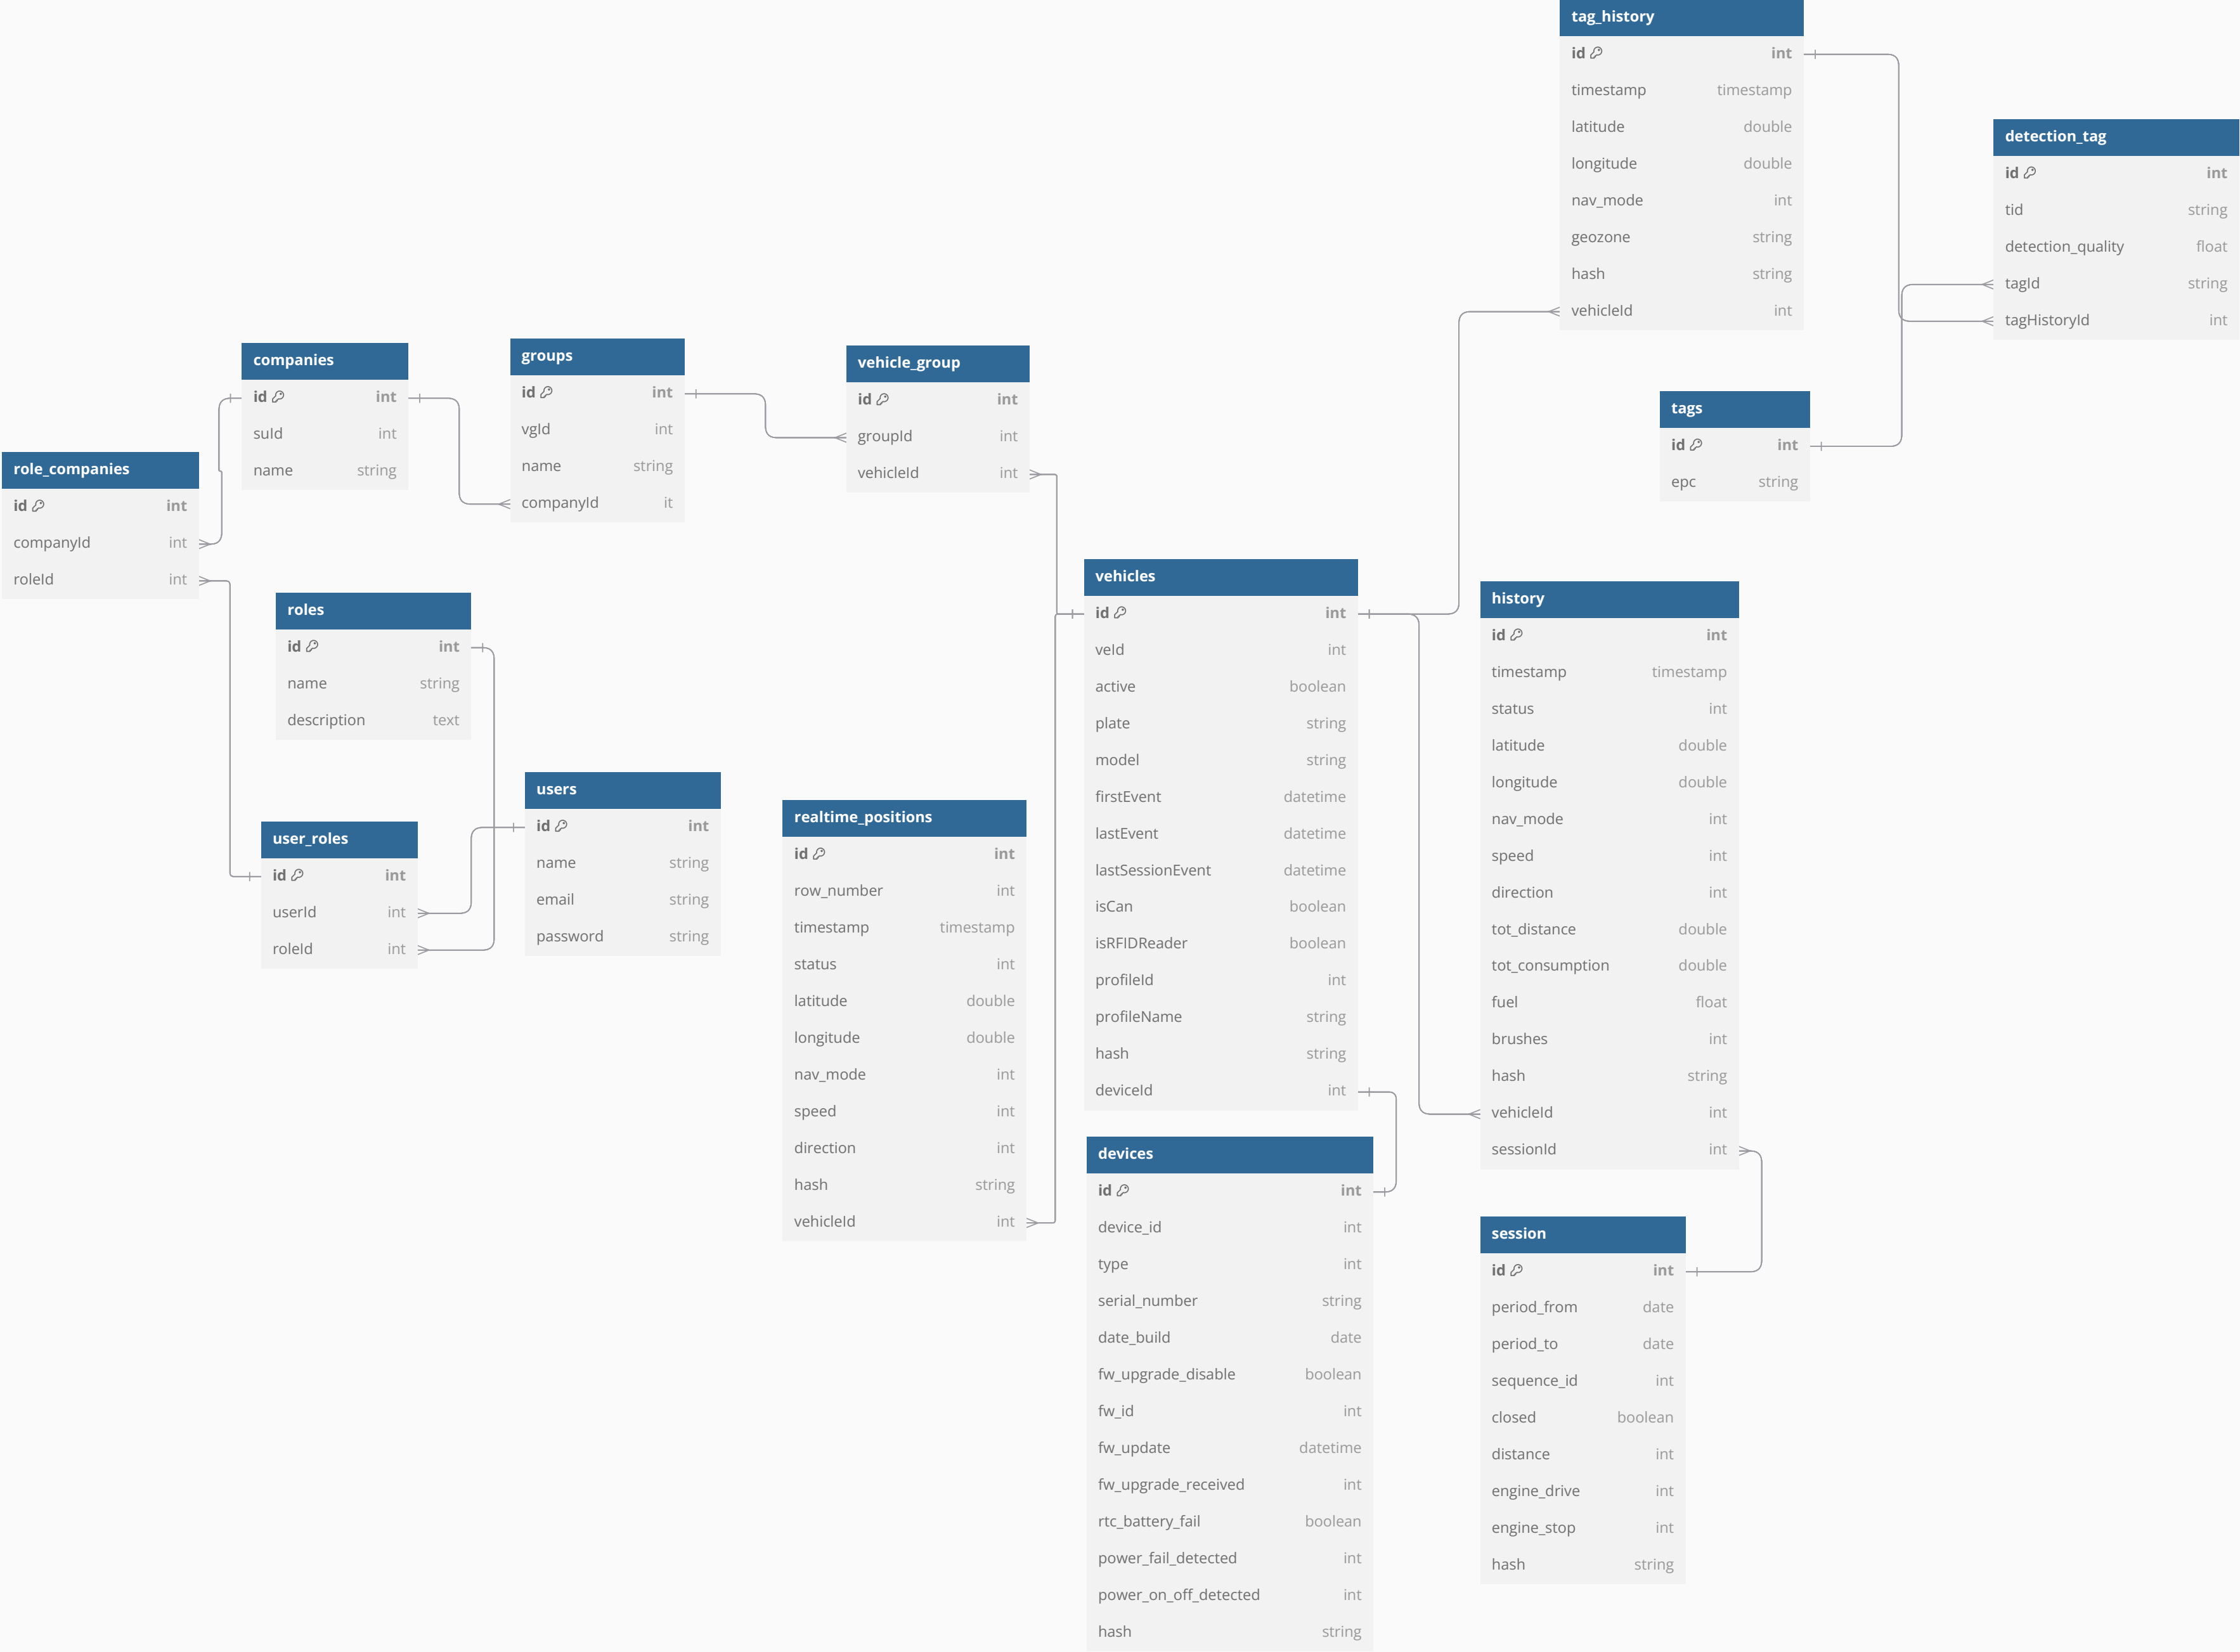 tag_history
id int
timestamp timestamp
latitude double
longitude double
nav_mode int
geozone string
hash string
vehicleId int
detection_tag
id int
tid string
detection_quality float
tagId string
tagHistoryId int
companies
id int
suId int
name string
groups
id int
vgId int
name string
companyId it
vehicle_group
id int
groupId int
vehicleId int
tags
id int
epc string
role_companies
id int
companyId int
roleId int
roles
id int
name string
description text
vehicles
id int
veId int
active boolean
plate string
model string
firstEvent datetime
lastEvent datetime
lastSessionEvent datetime
isCan boolean
isRFIDReader boolean
profileId int
profileName string
hash string
deviceId int
history
id int
timestamp timestamp
status int
latitude double
longitude double
nav_mode int
speed int
direction int
tot_distance double
tot_consumption double
fuel float
brushes int
hash string
vehicleId int
sessionId int
users
id int
name string
email string
password string
user_roles
id int
userId int
roleId int
realtime_positions
id int
row_number int
timestamp timestamp
status int
latitude double
longitude double
nav_mode int
speed int
direction int
hash string
vehicleId int
devices
id int
device_id int
type int
serial_number string
date_build date
fw_upgrade_disable boolean
fw_id int
fw_update datetime
fw_upgrade_received int
rtc_battery_fail boolean
power_fail_detected int
power_on_off_detected int
hash string
session
id int
period_from date
period_to date
sequence_id int
closed boolean
distance int
engine_drive int
engine_stop int
hash string